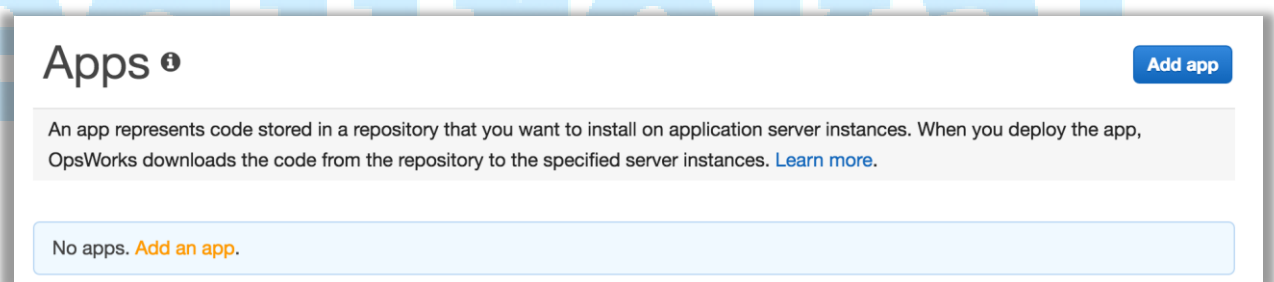 Apps
Add app
An app represents code stored in a repository that you want to install on application server instances. When you deploy the app,
OpsWorks downloads the code from the repository to the specified server instances. Learn more.
No apps. Add an app.